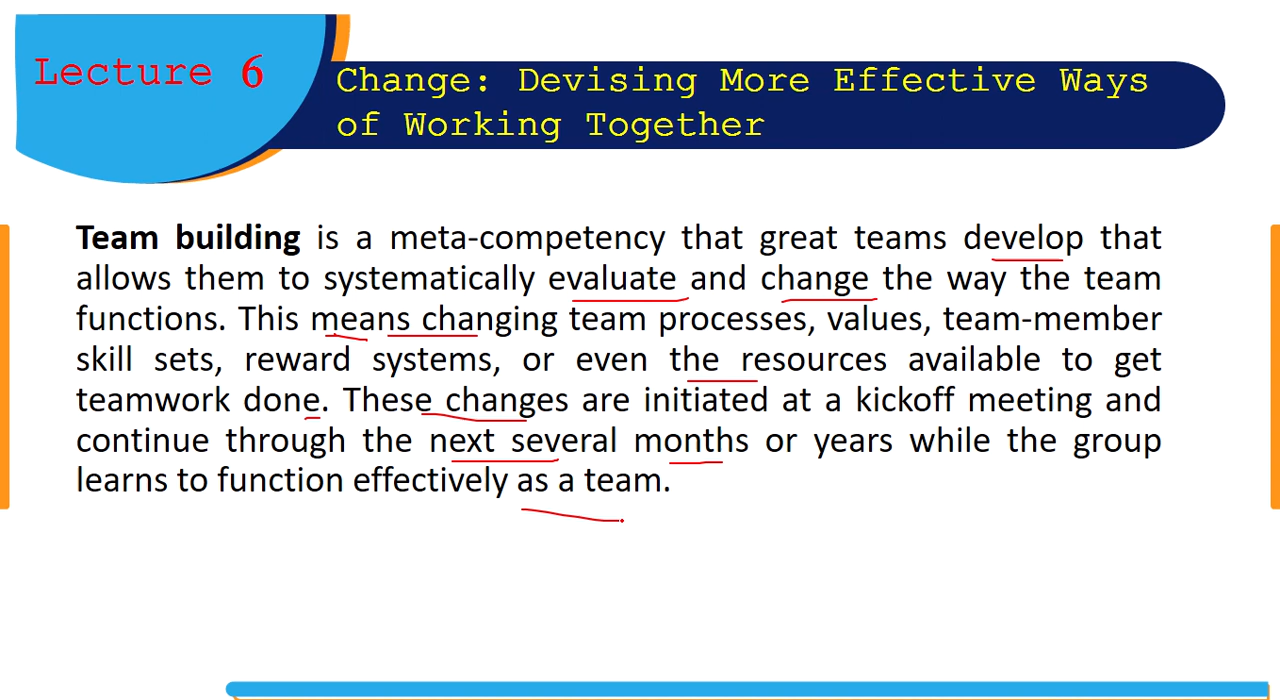 Lecture 6
Change: Devising More Effective Ways
of Working Together
Team building is a meta-competency that great teams develop that
allows them to systematically evaluate and change the way the team
functions. This means changing team processes, values, team-member
skill sets, reward systems, or even the resources available to get
teamwork done. These changes are initiated at a kickoff meeting and
continue through the next several months or years while the group
learns to function effectively as a team.